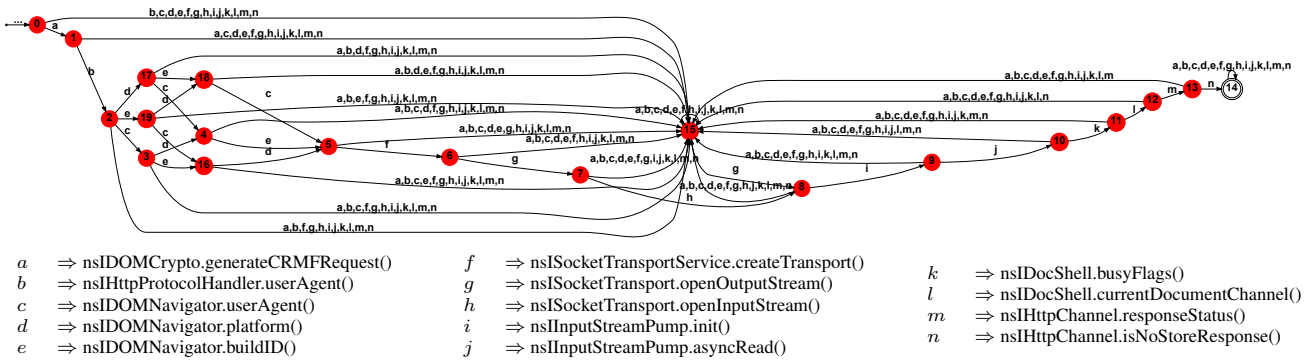 b,c,d,e,f,g,h,i,j,k,l,m,n
... 0 a
1 a,c,d,e,f,g,h,i,j,k,l,m,n
b
a,b,d,f,g,h,i,j,k,l,m,n
17 e 18 a,b,d,e,f,g,h,i,j,k,l,m,n
d c d c
a,b,c,d,e,f,g,h,i,j,k,l,m,n
14
a,b,c,d,e,f,g,h,i,j,k,l,m 13 n
m
a,b,c,d,e,f,g,h,i,j,k,l,n 12
l
2 e 19 a,b,e,f,g,h,i,j,k,l,m,n
a,b,c,d,f,g,h,i,j,k,l,m,n
c c d 4
e
d
3 e 16
5 a,b,c,d,e,g,h,i,j,k,l,m,n
f
6 a,b,c,d,e,f,h,i,j,k,l,m,n
g
7 a,b,c,d,e,f,g,i,j,k,l,m,n
h
a,b,c,d,e,f,g,h,i,j,k,l,m,n
15
a,b,c,d,e,f,g,h,i,j,k,m,n 11
k
a,b,c,d,e,f,g,h,i,j,l,m,n 10
j
a,b,c,d,e,f,g,h,i,k,l,m,n 9
i
g
a,b,c,d,e,f,g,h,j,k,l,m,n 8
a,b,c,e,f,g,h,i,j,k,l,m,n
a,b,c,f,g,h,i,j,k,l,m,n
a,b,f,g,h,i,j,k,l,m,n
a ⇒ nsIDOMCrypto.generateCRMFRequest()
b ⇒ nsIHttpProtocolHandler.userAgent()
c ⇒ nsIDOMNavigator.userAgent()
d ⇒ nsIDOMNavigator.platform()
e ⇒ nsIDOMNavigator.buildID()
f ⇒ nsISocketTransportService.createTransport()
g ⇒ nsISocketTransport.openOutputStream()
h ⇒ nsISocketTransport.openInputStream()
i ⇒ nsIInputStreamPump.init()
j ⇒ nsIInputStreamPump.asyncRead()
k ⇒ nsIDocShell.busyFlags()
l ⇒ nsIDocShell.currentDocumentChannel()
m ⇒ nsIHttpChannel.responseStatus()
n ⇒ nsIHttpChannel.isNoStoreResponse()